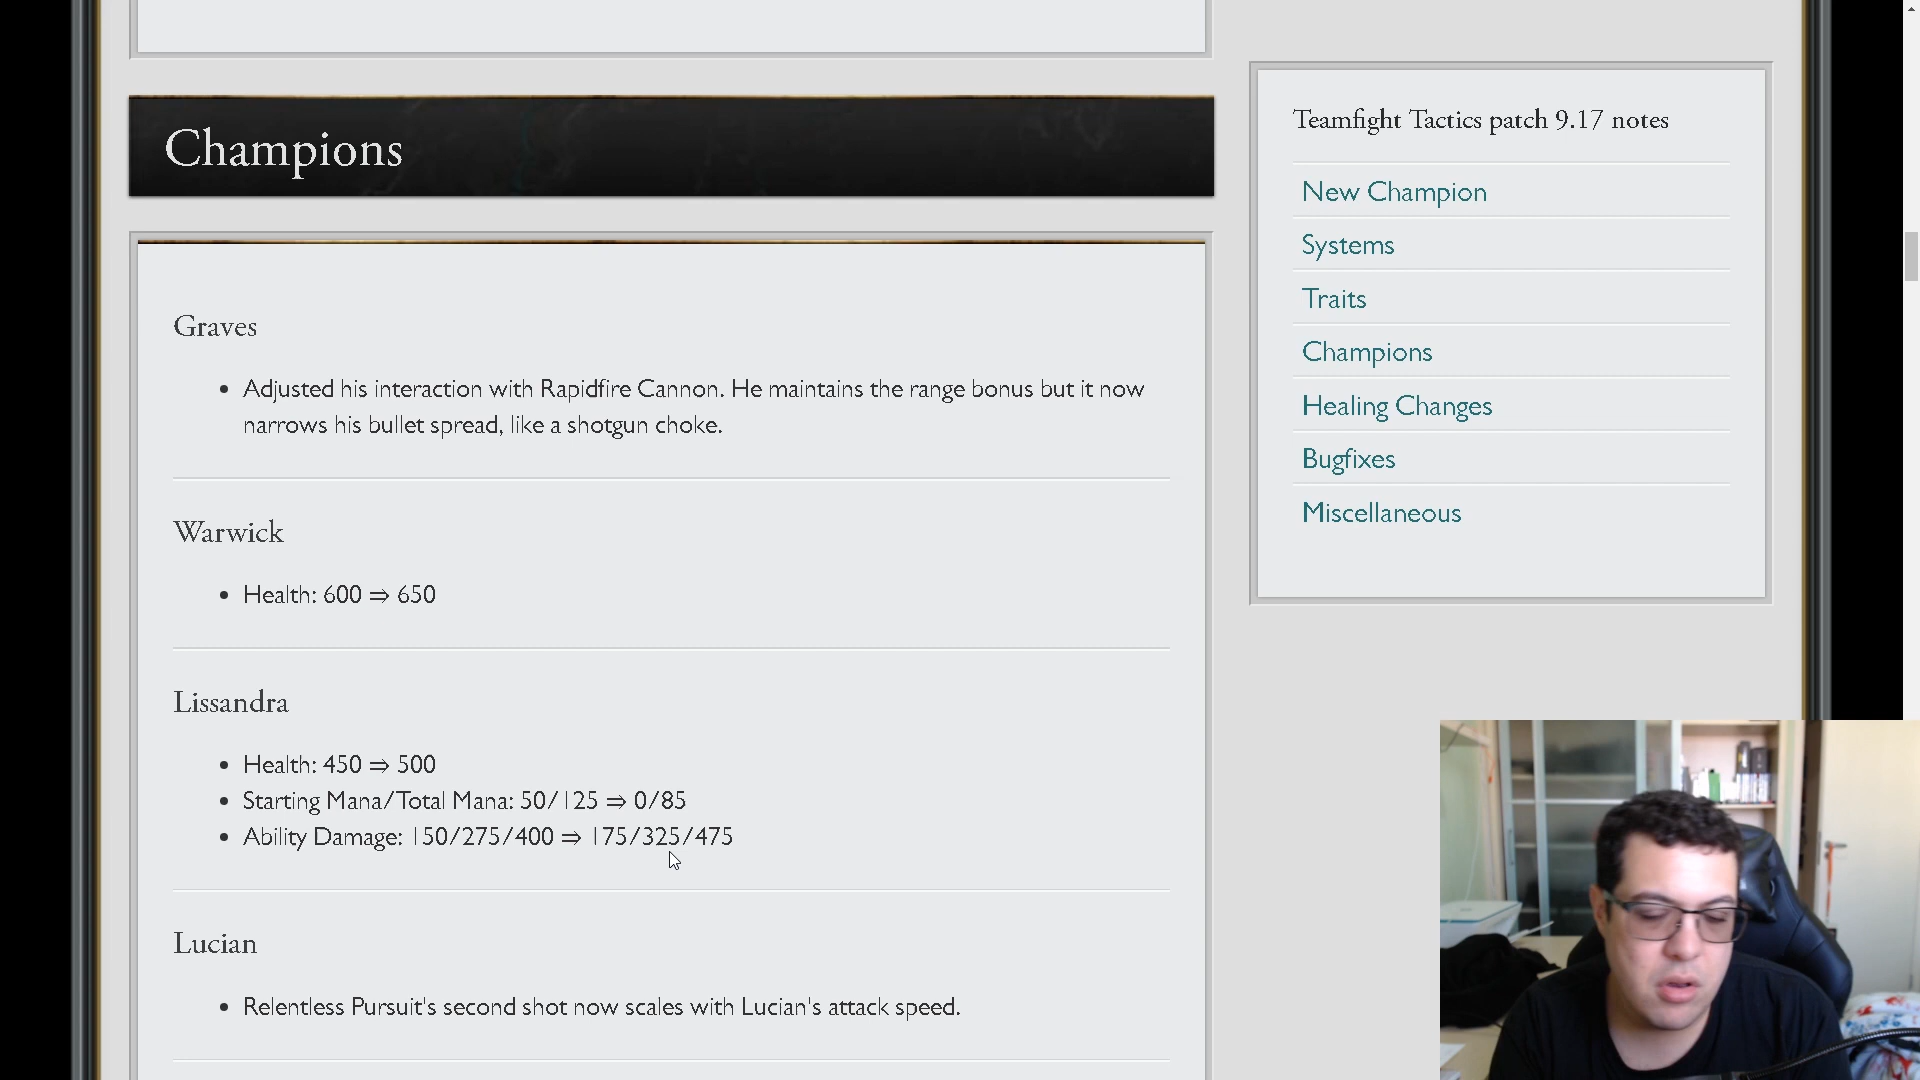 Champions
Graves
Adjusted his interaction with Rapidfire Cannon. He maintains the range bonus but it now
narrows his bullet spread, like a shotgun choke.
Warwick
Health: 600 ⇒ 650
Lissandra
Health: 450 ⇒ 500
Starting Mana/Total Mana: 50/125 ⇒ 0/85
Ability Damage: 150/275/400 ⇒ 175/325/475
Lucian
Relentless Pursuit's second shot now scales with Lucian's attack speed.
Teamfight Tactics patch 9.17 notes
New Champion
Systems
Traits
Champions
Healing Changes
Bugfixes
Miscellaneous